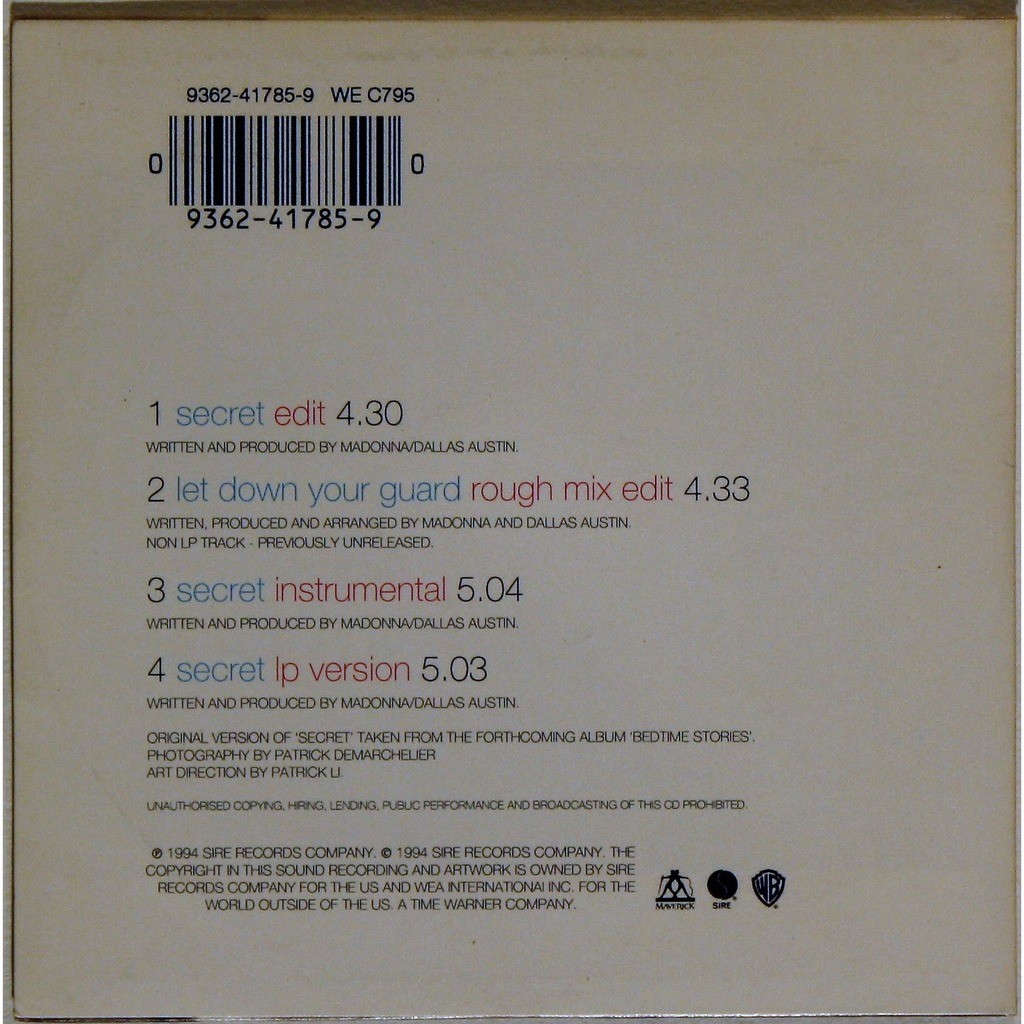 9362-41785-9 WE C795
0 0
9362-41785-9
1 secret edit 4.30
WRITTEN AND PRODUCED BY MADONNA/DALLAS AUSTIN.
2 let down your guard rough mix edit 4.33
WRITTEN, PRODUCED AND ARRANGED BY MADONNA AND DALLAS AUSTIN.
NON LP TRACK - PREVIOUSLY UNRELEASED.
3 secret instrumental 5.04
WRITTEN AND PRODUCED BY MADONNA/DALLAS AUSTIN.
4 secret lp version 5.03
WRITTEN AND PRODUCED BY MADONNA/DALLAS AUSTIN.
ORIGINAL VERSION OF 'SECRET' TAKEN FROM THE FORTHCOMING ALBUM 'BEDTIME STORIES'.
PHOTOGRAPHY BY PATRICK DEMARCHELIER
ART DIRECTION BY PATRICK LI.
UNAUTHORISED COPYING, HIRING, LENDING, PUBLIC PERFORMANCE AND BROADCASTING OF THIS CD PROHIBITED.
℗ 1994 SIRE RECORDS COMPANY. © 1994 SIRE RECORDS COMPANY. THE
COPYRIGHT IN THIS SOUND RECORDING AND ARTWORK IS OWNED BY SIRE
RECORDS COMPANY FOR THE US AND WEA INTERNATIONAL INC. FOR THE
WORLD OUTSIDE OF THE US. A TIME WARNER COMPANY.
MAVERICK SIRE WB